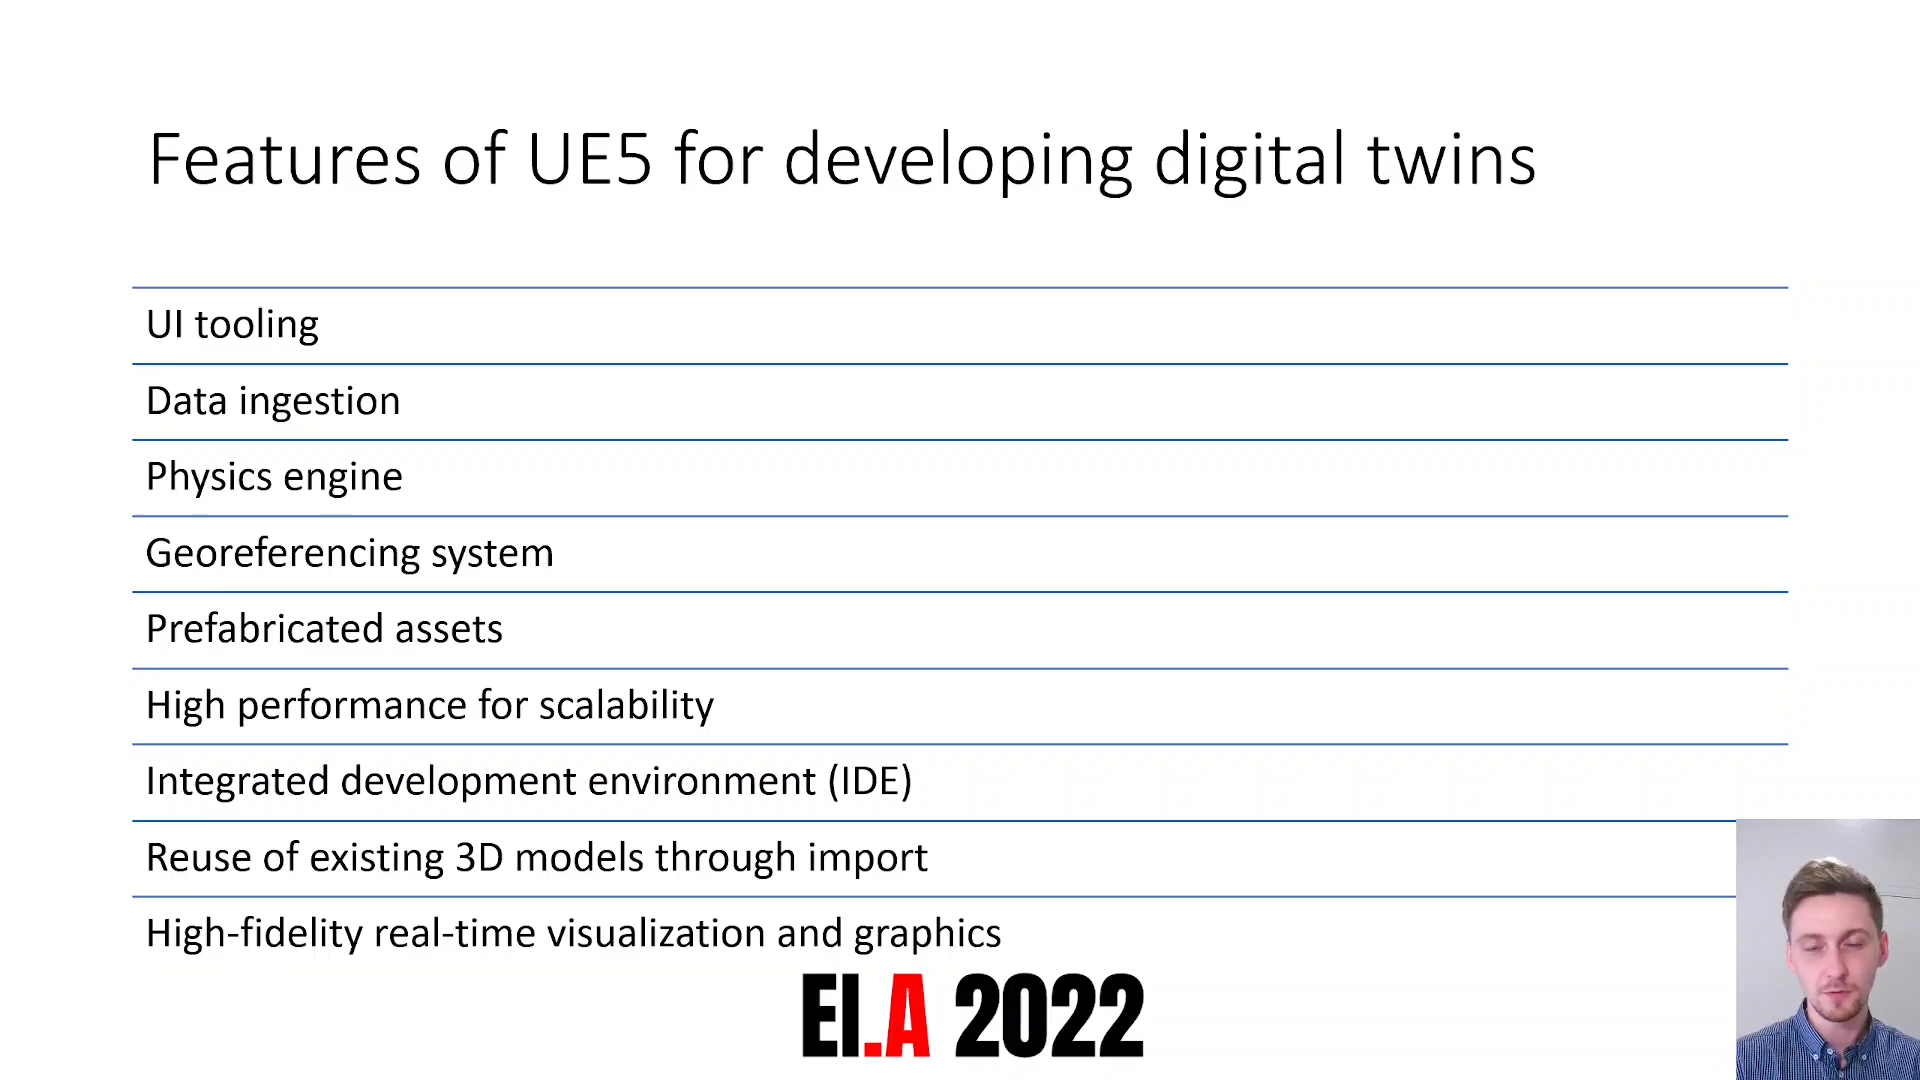 Features of UE5 for developing digital twins
UI tooling
Data ingestion
Physics engine
Georeferencing system
Prefabricated assets
High performance for scalability
Integrated development environment (IDE)
Reuse of existing 3D models through import
High-fidelity real-time visualization and graphics
EI.A 2022